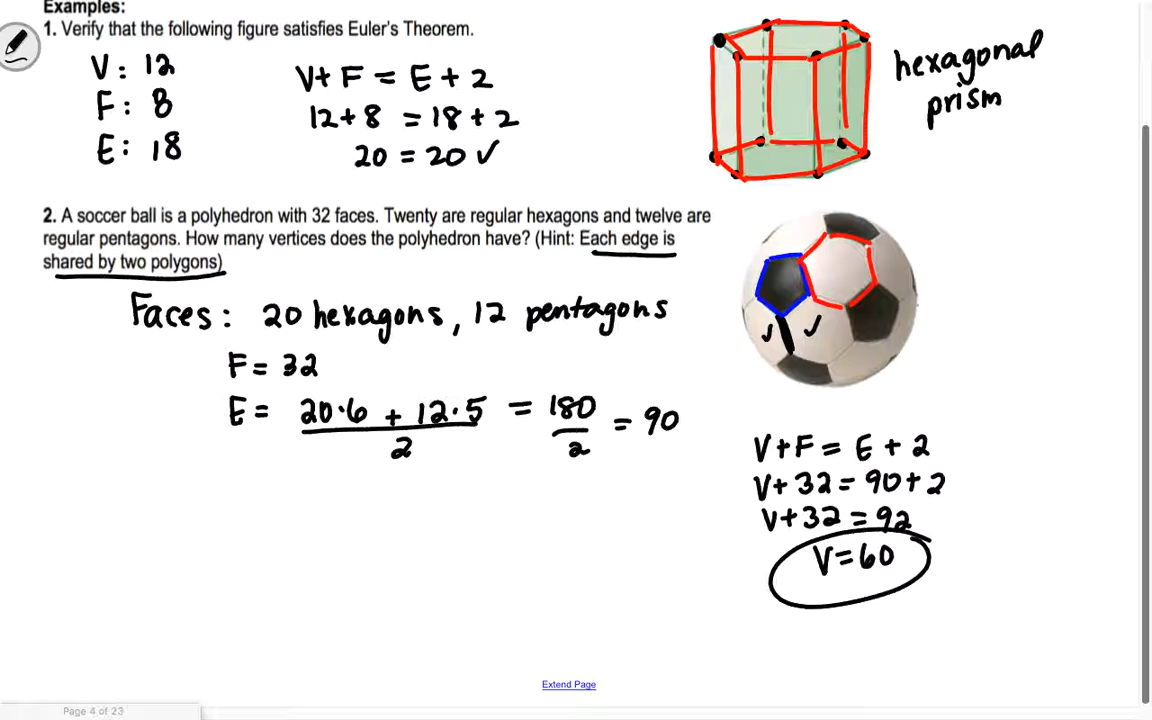 Examples:
1. Verify that the following figure satisfies Euler's Theorem.
V: 12
F: 8
E: 18
V+F = E+2
12+8 = 18+2
20 = 20 ✓
hexagonal
prism
2. A soccer ball is a polyhedron with 32 faces. Twenty are regular hexagons and twelve are
regular pentagons. How many vertices does the polyhedron have? (Hint: Each edge is
shared by two polygons)
Faces: 20 hexagons, 12 pentagons
F = 32
E = (20·6 + 12·5)/2 = 180/2 = 90
V+F = E+2
V+32 = 90+2
V+32 = 92
V=60
Extend Page
Page 4 of 23